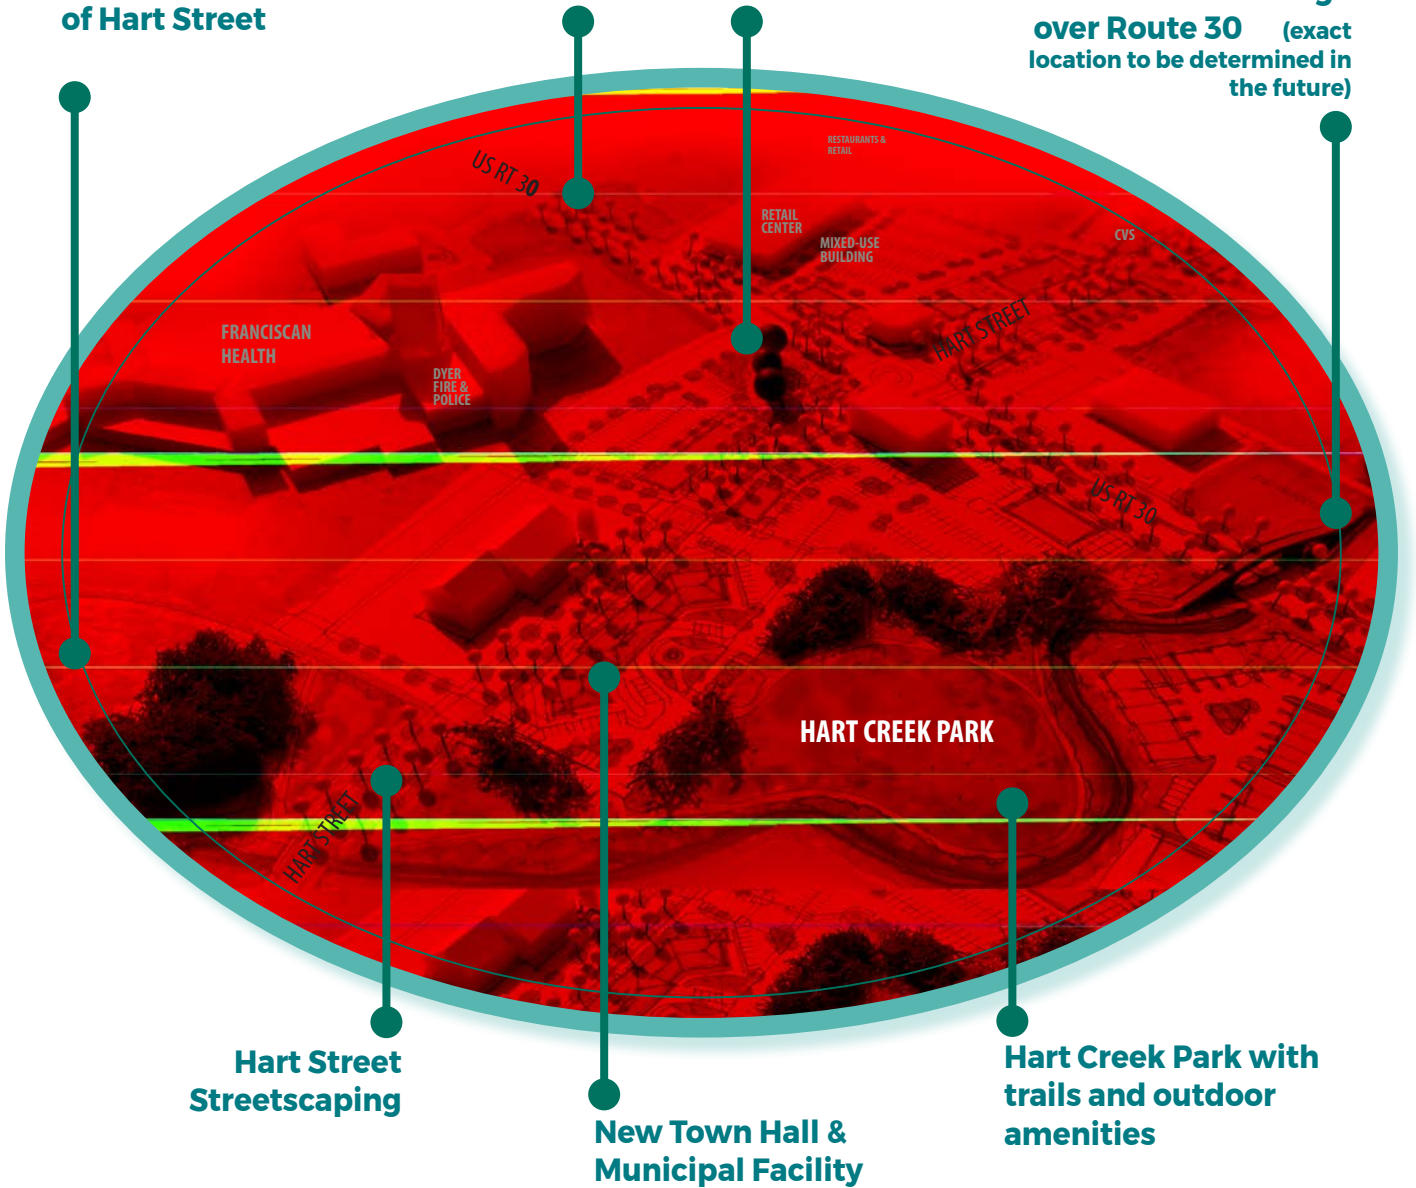 of Hart Street
over Route 30 (exact
location to be determined in
the future)
RESTAURANTS &
RETAIL
US RT 30
RETAIL
CENTER
MIXED-USE
BUILDING
CVS
HART STREET
FRANCISCAN
HEALTH
DYER
FIRE &
POLICE
US RT 30
HART CREEK PARK
HART STREET
Hart Street
Streetscaping
Hart Creek Park with
trails and outdoor
amenities
New Town Hall &
Municipal Facility